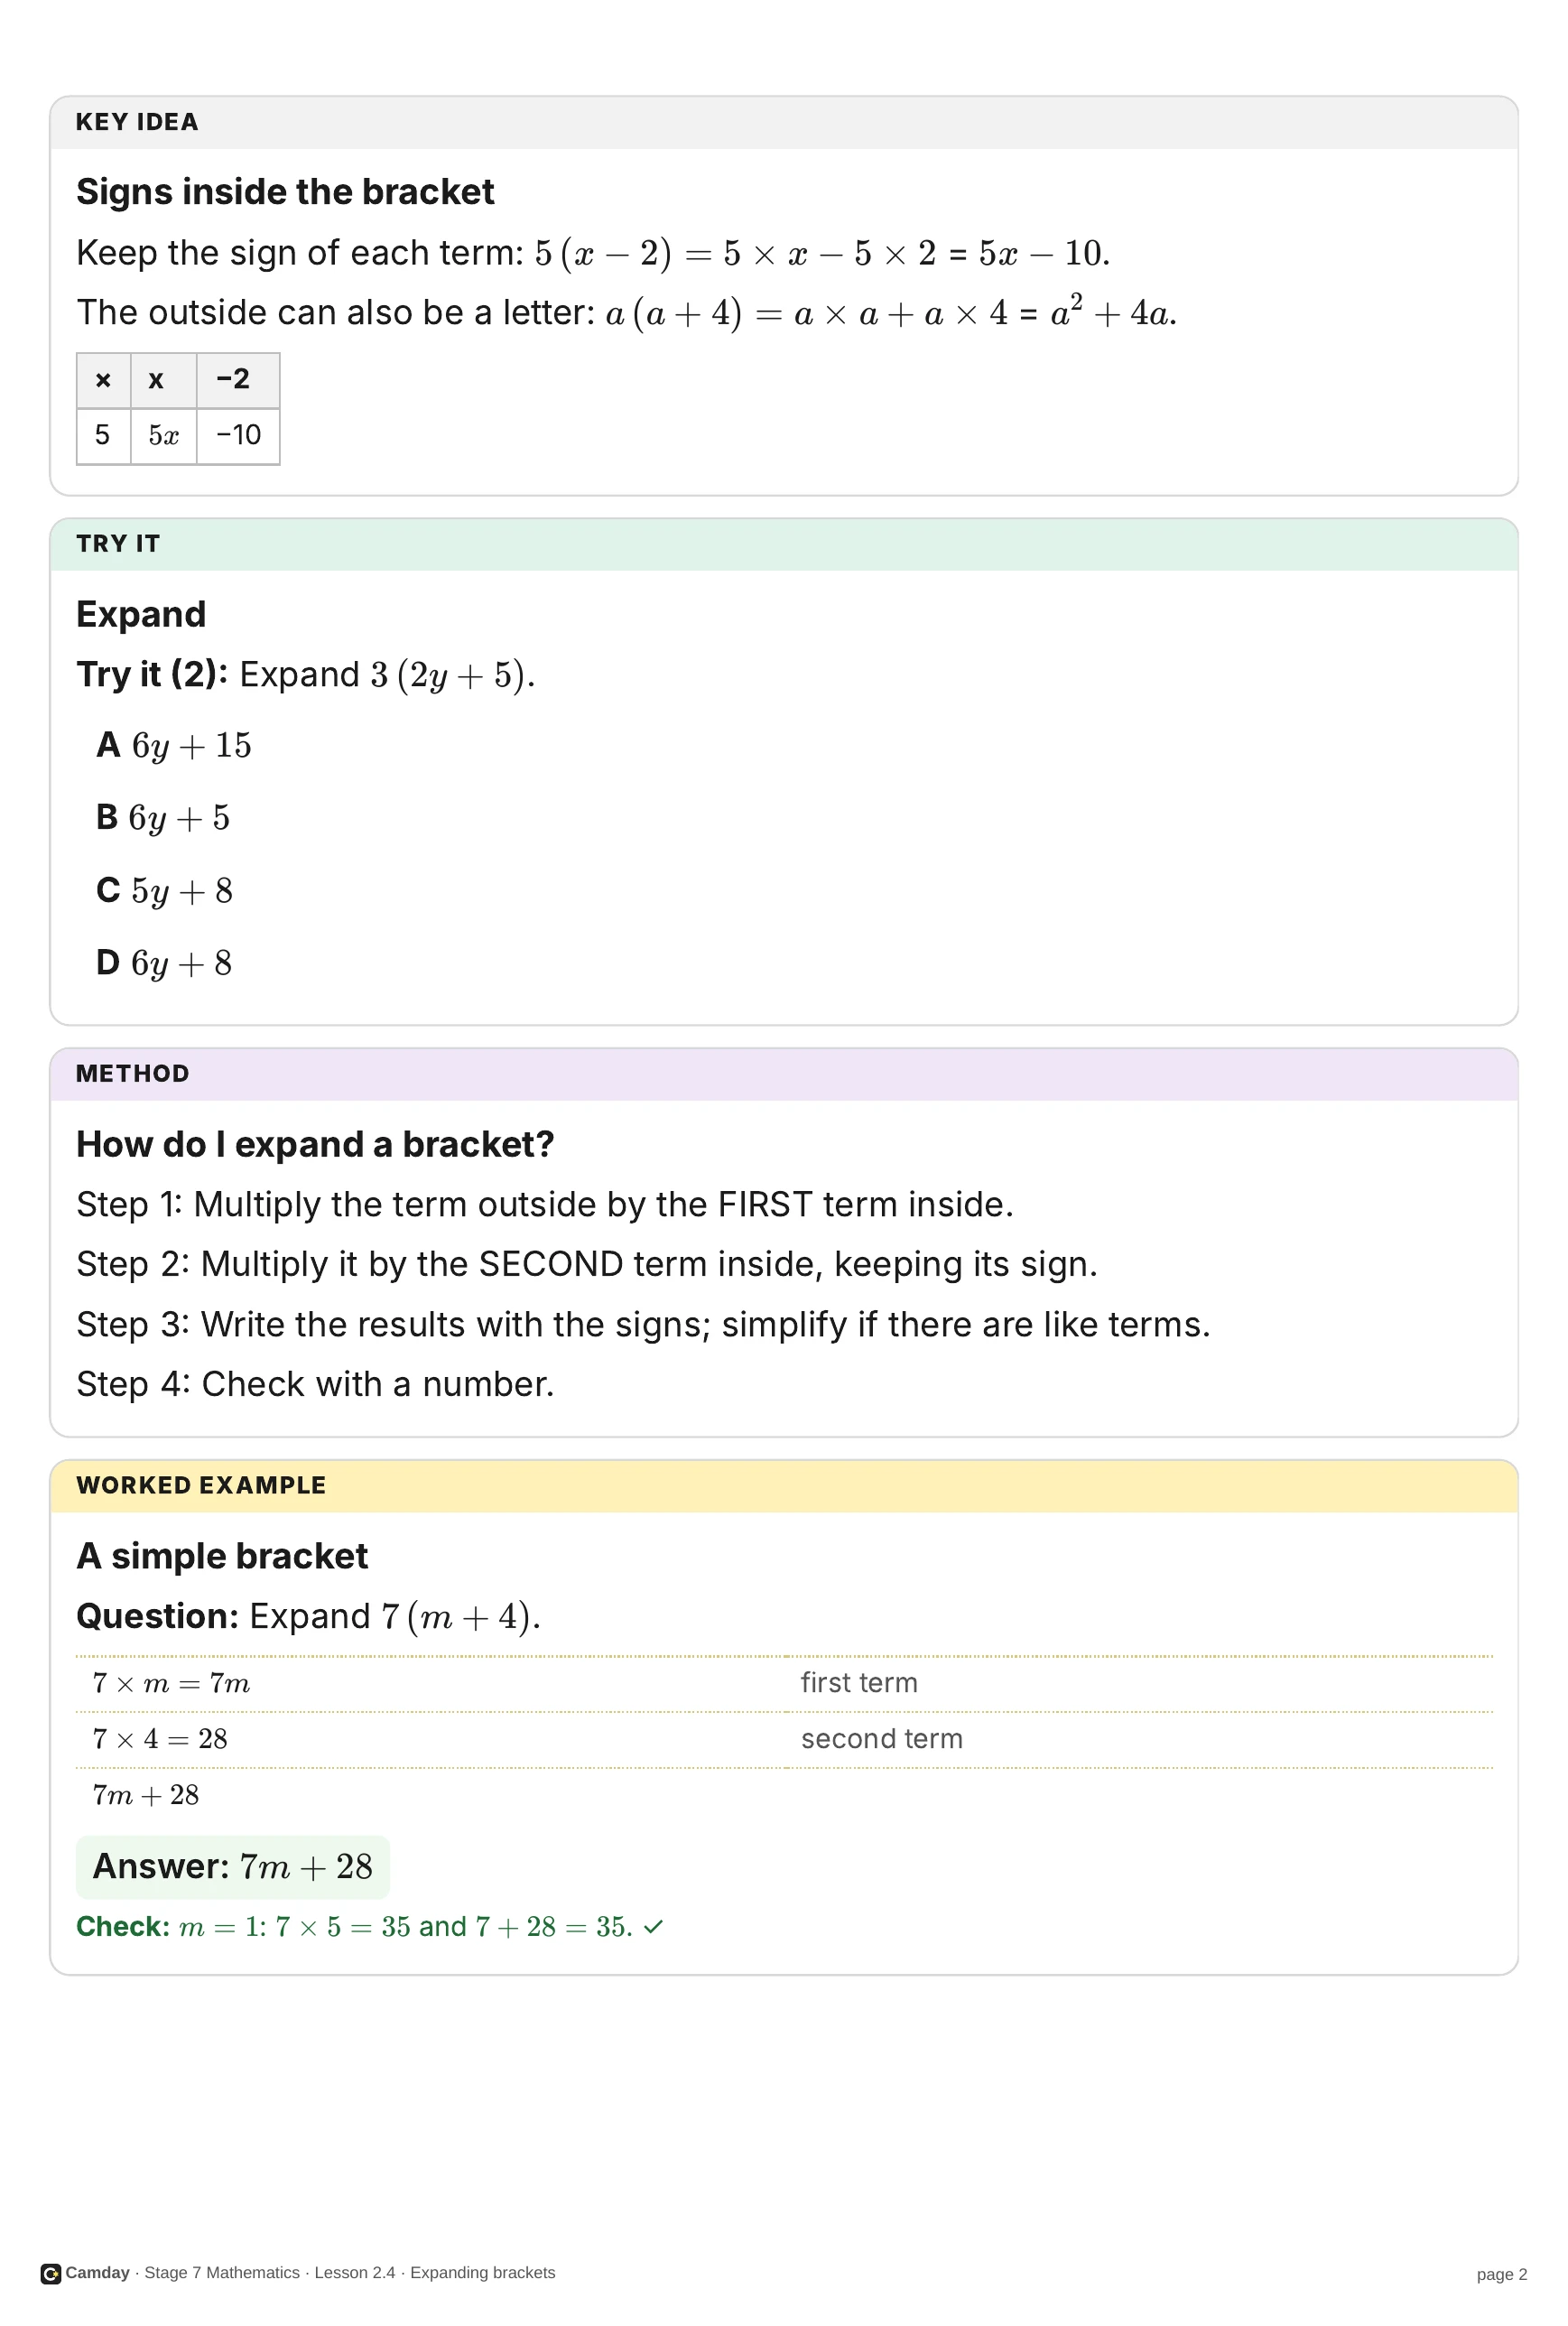 KEY IDEA
Signs inside the bracket
Keep the sign of each term: 5 (x − 2) = 5 × x − 5 × 2 = 5x − 10.
The outside can also be a letter: a (a + 4) = a × a + a × 4 = a² + 4a.
× x −2
5 5x −10
TRY IT
Expand
Try it (2): Expand 3 (2y + 5).
A 6y + 15
B 6y + 5
C 5y + 8
D 6y + 8
METHOD
How do I expand a bracket?
Step 1: Multiply the term outside by the FIRST term inside.
Step 2: Multiply it by the SECOND term inside, keeping its sign.
Step 3: Write the results with the signs; simplify if there are like terms.
Step 4: Check with a number.
WORKED EXAMPLE
A simple bracket
Question: Expand 7 (m + 4).
7 × m = 7m first term
7 × 4 = 28 second term
7m + 28
Answer: 7m + 28
Check: m = 1: 7 × 5 = 35 and 7 + 28 = 35. ✓
Camday · Stage 7 Mathematics · Lesson 2.4 · Expanding brackets page 2